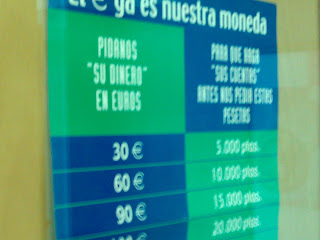 El € ya es nuestra moneda
PIDANOS
"SU DINERO"
EN EUROS
PARA QUE HAGA
"SUS CUENTAS"
ANTES NOS PEDIA ESTAS
PESETAS
30 € 5.000 ptas.
60 € 10.000 ptas.
90 € 15.000 ptas.
20.000 ptas.